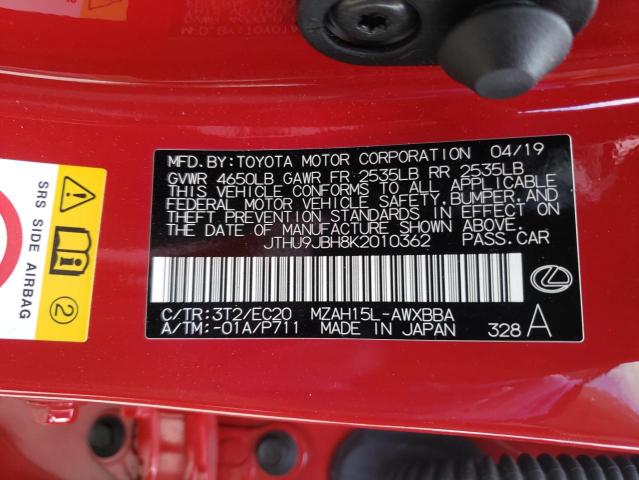 MFD. BY: TOYOTA MOTOR CORPORATION 04/19
GVWR 4650LB GAWR FR 2535LB RR 2535LB
THIS VEHICLE CONFORMS TO ALL APPLICABLE
FEDERAL MOTOR VEHICLE SAFETY, BUMPER, AND
THEFT PREVENTION STANDARDS IN EFFECT ON
THE DATE OF MANUFACTURE SHOWN ABOVE.
JTHU9JBH8K2010362 PASS. CAR
C/TR: 3T2/EC20 MZAH15L-AWXBBA
A/TM: -01A/P711 MADE IN JAPAN 328 A
SRS SIDE AIRBAG
2